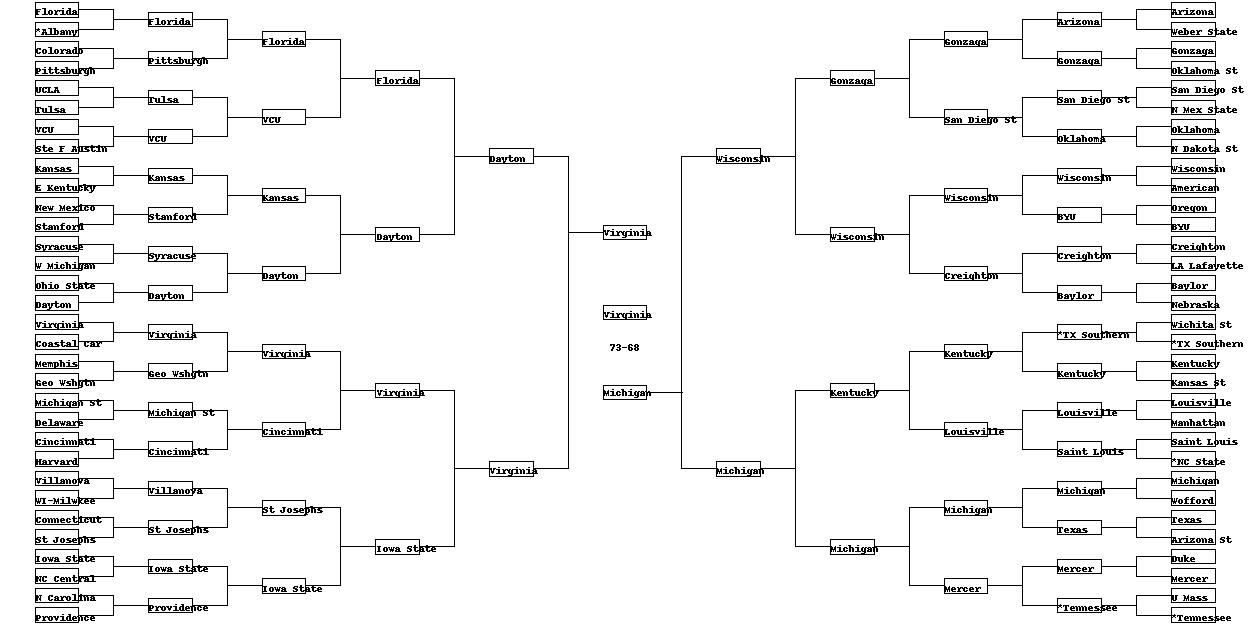 Florida
*Albany
Colorado
Pittsburgh
UCLA
Tulsa
VCU
Ste F Austin
Kansas
E Kentucky
New Mexico
Stanford
Syracuse
W Michigan
Ohio State
Dayton
Virginia
Coastal Car
Memphis
Geo Wshgtn
Michigan St
Delaware
Cincinnati
Harvard
Villanova
WI-Milwkee
Connecticut
St Josephs
Iowa State
NC Central
N Carolina
Providence
Florida
Pittsburgh
Tulsa
VCU
Kansas
Stanford
Syracuse
Dayton
Virginia
Geo Wshgtn
Michigan St
Cincinnati
Villanova
St Josephs
Iowa State
Providence
Florida
VCU
Kansas
Dayton
Virginia
Cincinnati
St Josephs
Iowa State
Florida
Dayton
Virginia
Iowa State
Dayton
Virginia
Virginia
Virginia
73-68
Michigan
Wisconsin
Michigan
Gonzaga
Wisconsin
Kentucky
Michigan
Gonzaga
San Diego St
Wisconsin
Creighton
Kentucky
Louisville
Michigan
Mercer
Arizona
Gonzaga
San Diego St
Oklahoma
Wisconsin
BYU
Creighton
Baylor
*TX Southern
Kentucky
Louisville
Saint Louis
Michigan
Texas
Mercer
*Tennessee
Arizona
Weber State
Gonzaga
Oklahoma St
San Diego St
N Mex State
Oklahoma
N Dakota St
Wisconsin
American
Oregon
BYU
Creighton
LA Lafayette
Baylor
Nebraska
Wichita St
*TX Southern
Kentucky
Kansas St
Louisville
Manhattan
Saint Louis
*NC State
Michigan
Wofford
Texas
Arizona St
Duke
Mercer
U Mass
*Tennessee